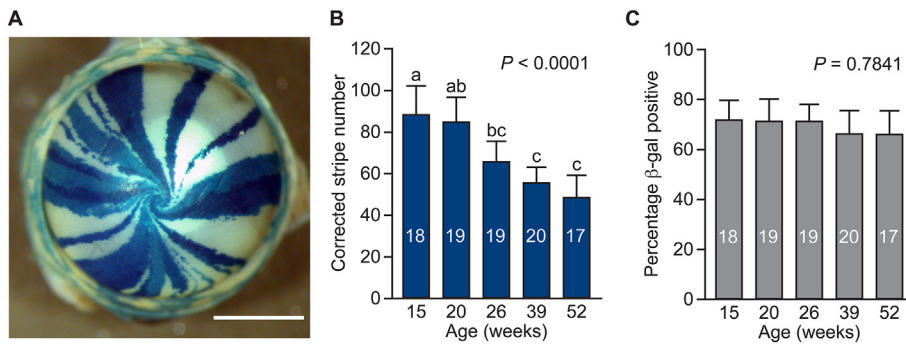 A
B
Corrected stripe number
120
100
80
60
40
20
0
P < 0.0001
a
ab
bc
c
c
18
19
19
20
17
15
20
26
39
52
Age (weeks)
C
Percentage β-gal positive
100
80
60
40
20
0
P = 0.7841
18
19
19
20
17
15
20
26
39
52
Age (weeks)